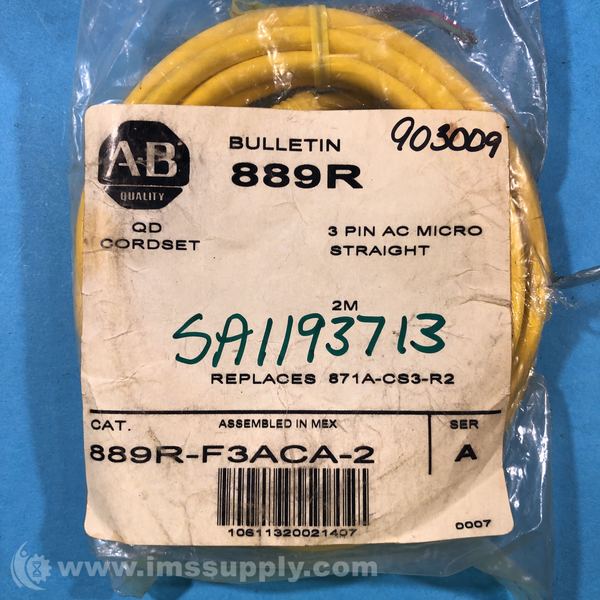 A-B
QUALITY
BULLETIN
889R
903009
QD
CORDSET
3 PIN AC MICRO
STRAIGHT
2M
SA1193713
REPLACES 871A-CS3-R2
CAT.
ASSEMBLED IN MEX
SER
889R-F3ACA-2
A
10611320021407
0007
www.imssupply.com